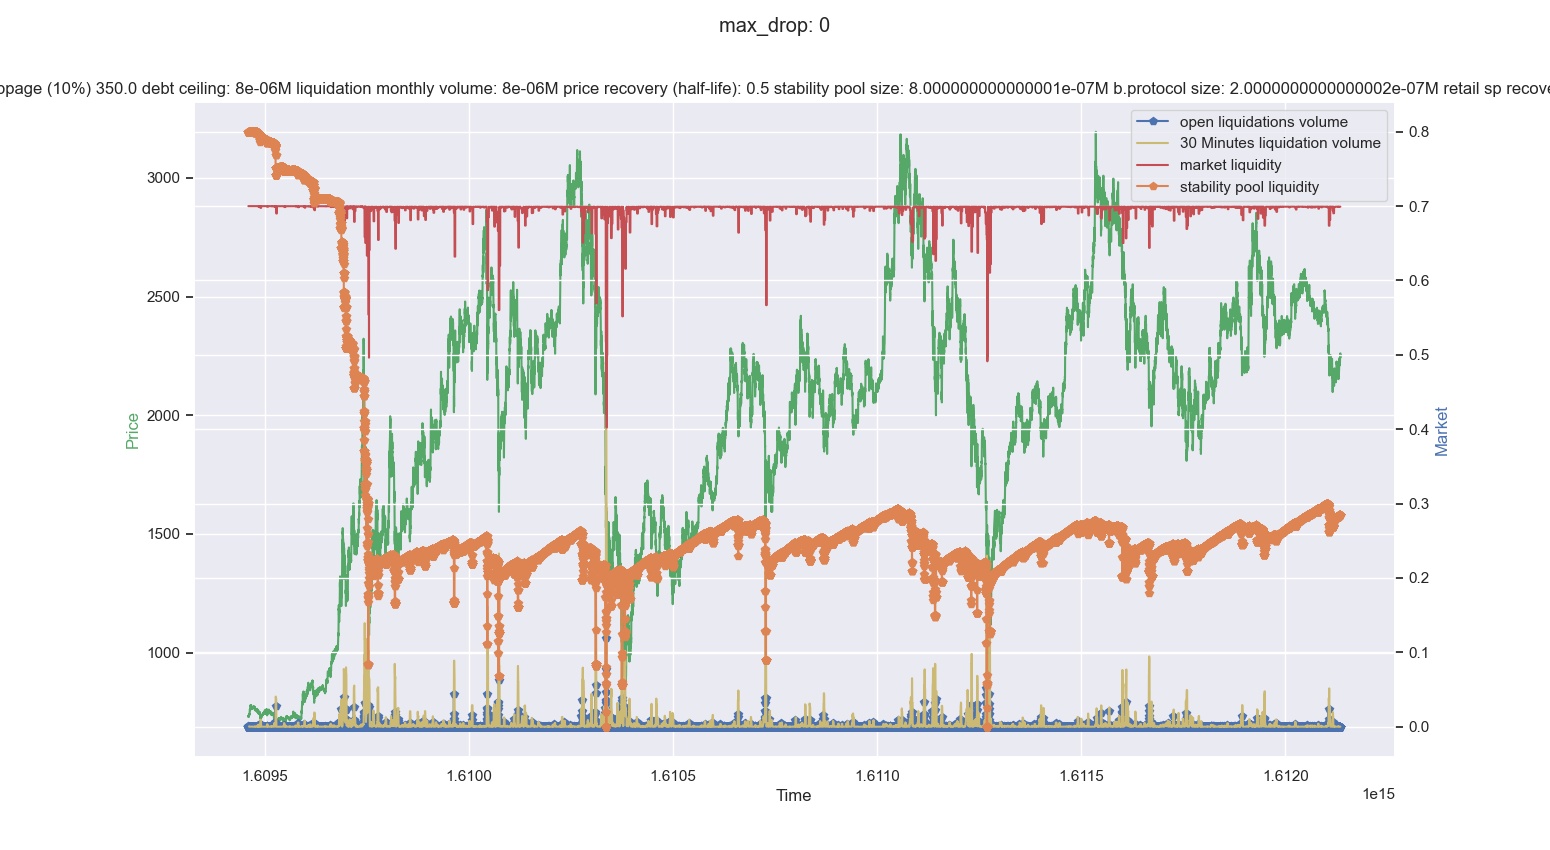 max_drop: 0
(10%) 350.0 debt ceiling: 8e-06M liquidation monthly volume: 8e-06M price recovery (half-life): 0.5 stability pool size: 8.000000000000001e-07M b.protocol size: 2.0000000000000002e-07M retail sp
open liquidations volume
30 Minutes liquidation volume
market liquidity
stability pool liquidity
3000
2500
2000
1500
1000
Price
0.8
0.7
0.6
0.5
0.4
0.3
0.2
0.1
0.0
Market
1.6095 1.6100 1.6105 1.6110 1.6115 1.6120
Time
1e15